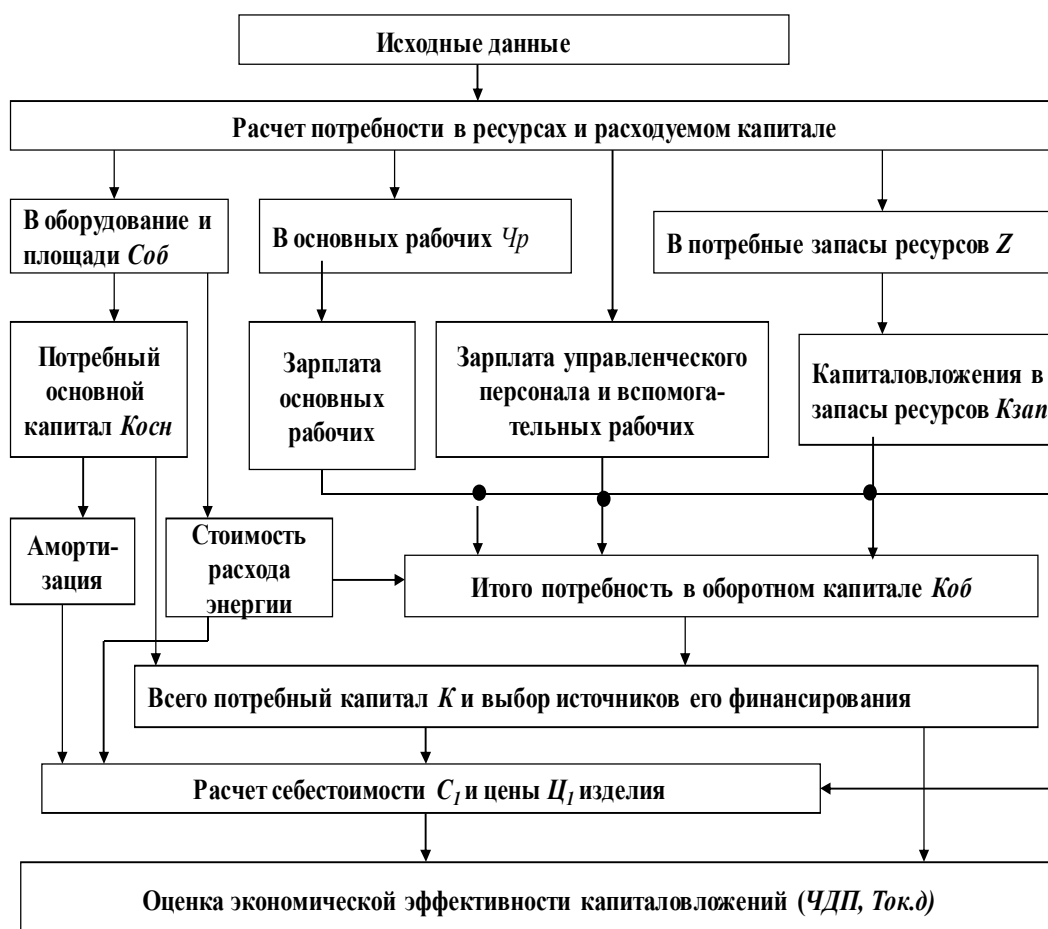 Исходные данные
Расчет потребности в ресурсах и расходуемом капитале
В оборудование и
площади Соб
В основных рабочих Чр
В потребные запасы ресурсов Z
Потребный
основной
капитал Косн
Зарплата
основных
рабочих
Зарплата управленческого
персонала и вспомога-
тельных рабочих
Капиталовложения в
запасы ресурсов Кзап
Аморти-
зация
Стоимость
расхода
энергии
Итого потребность в оборотном капитале Коб
Всего потребный капитал К и выбор источников его финансирования
Расчет себестоимости С1 и цены Ц1 изделия
Оценка экономической эффективности капиталовложений (ЧДП, Ток.д)